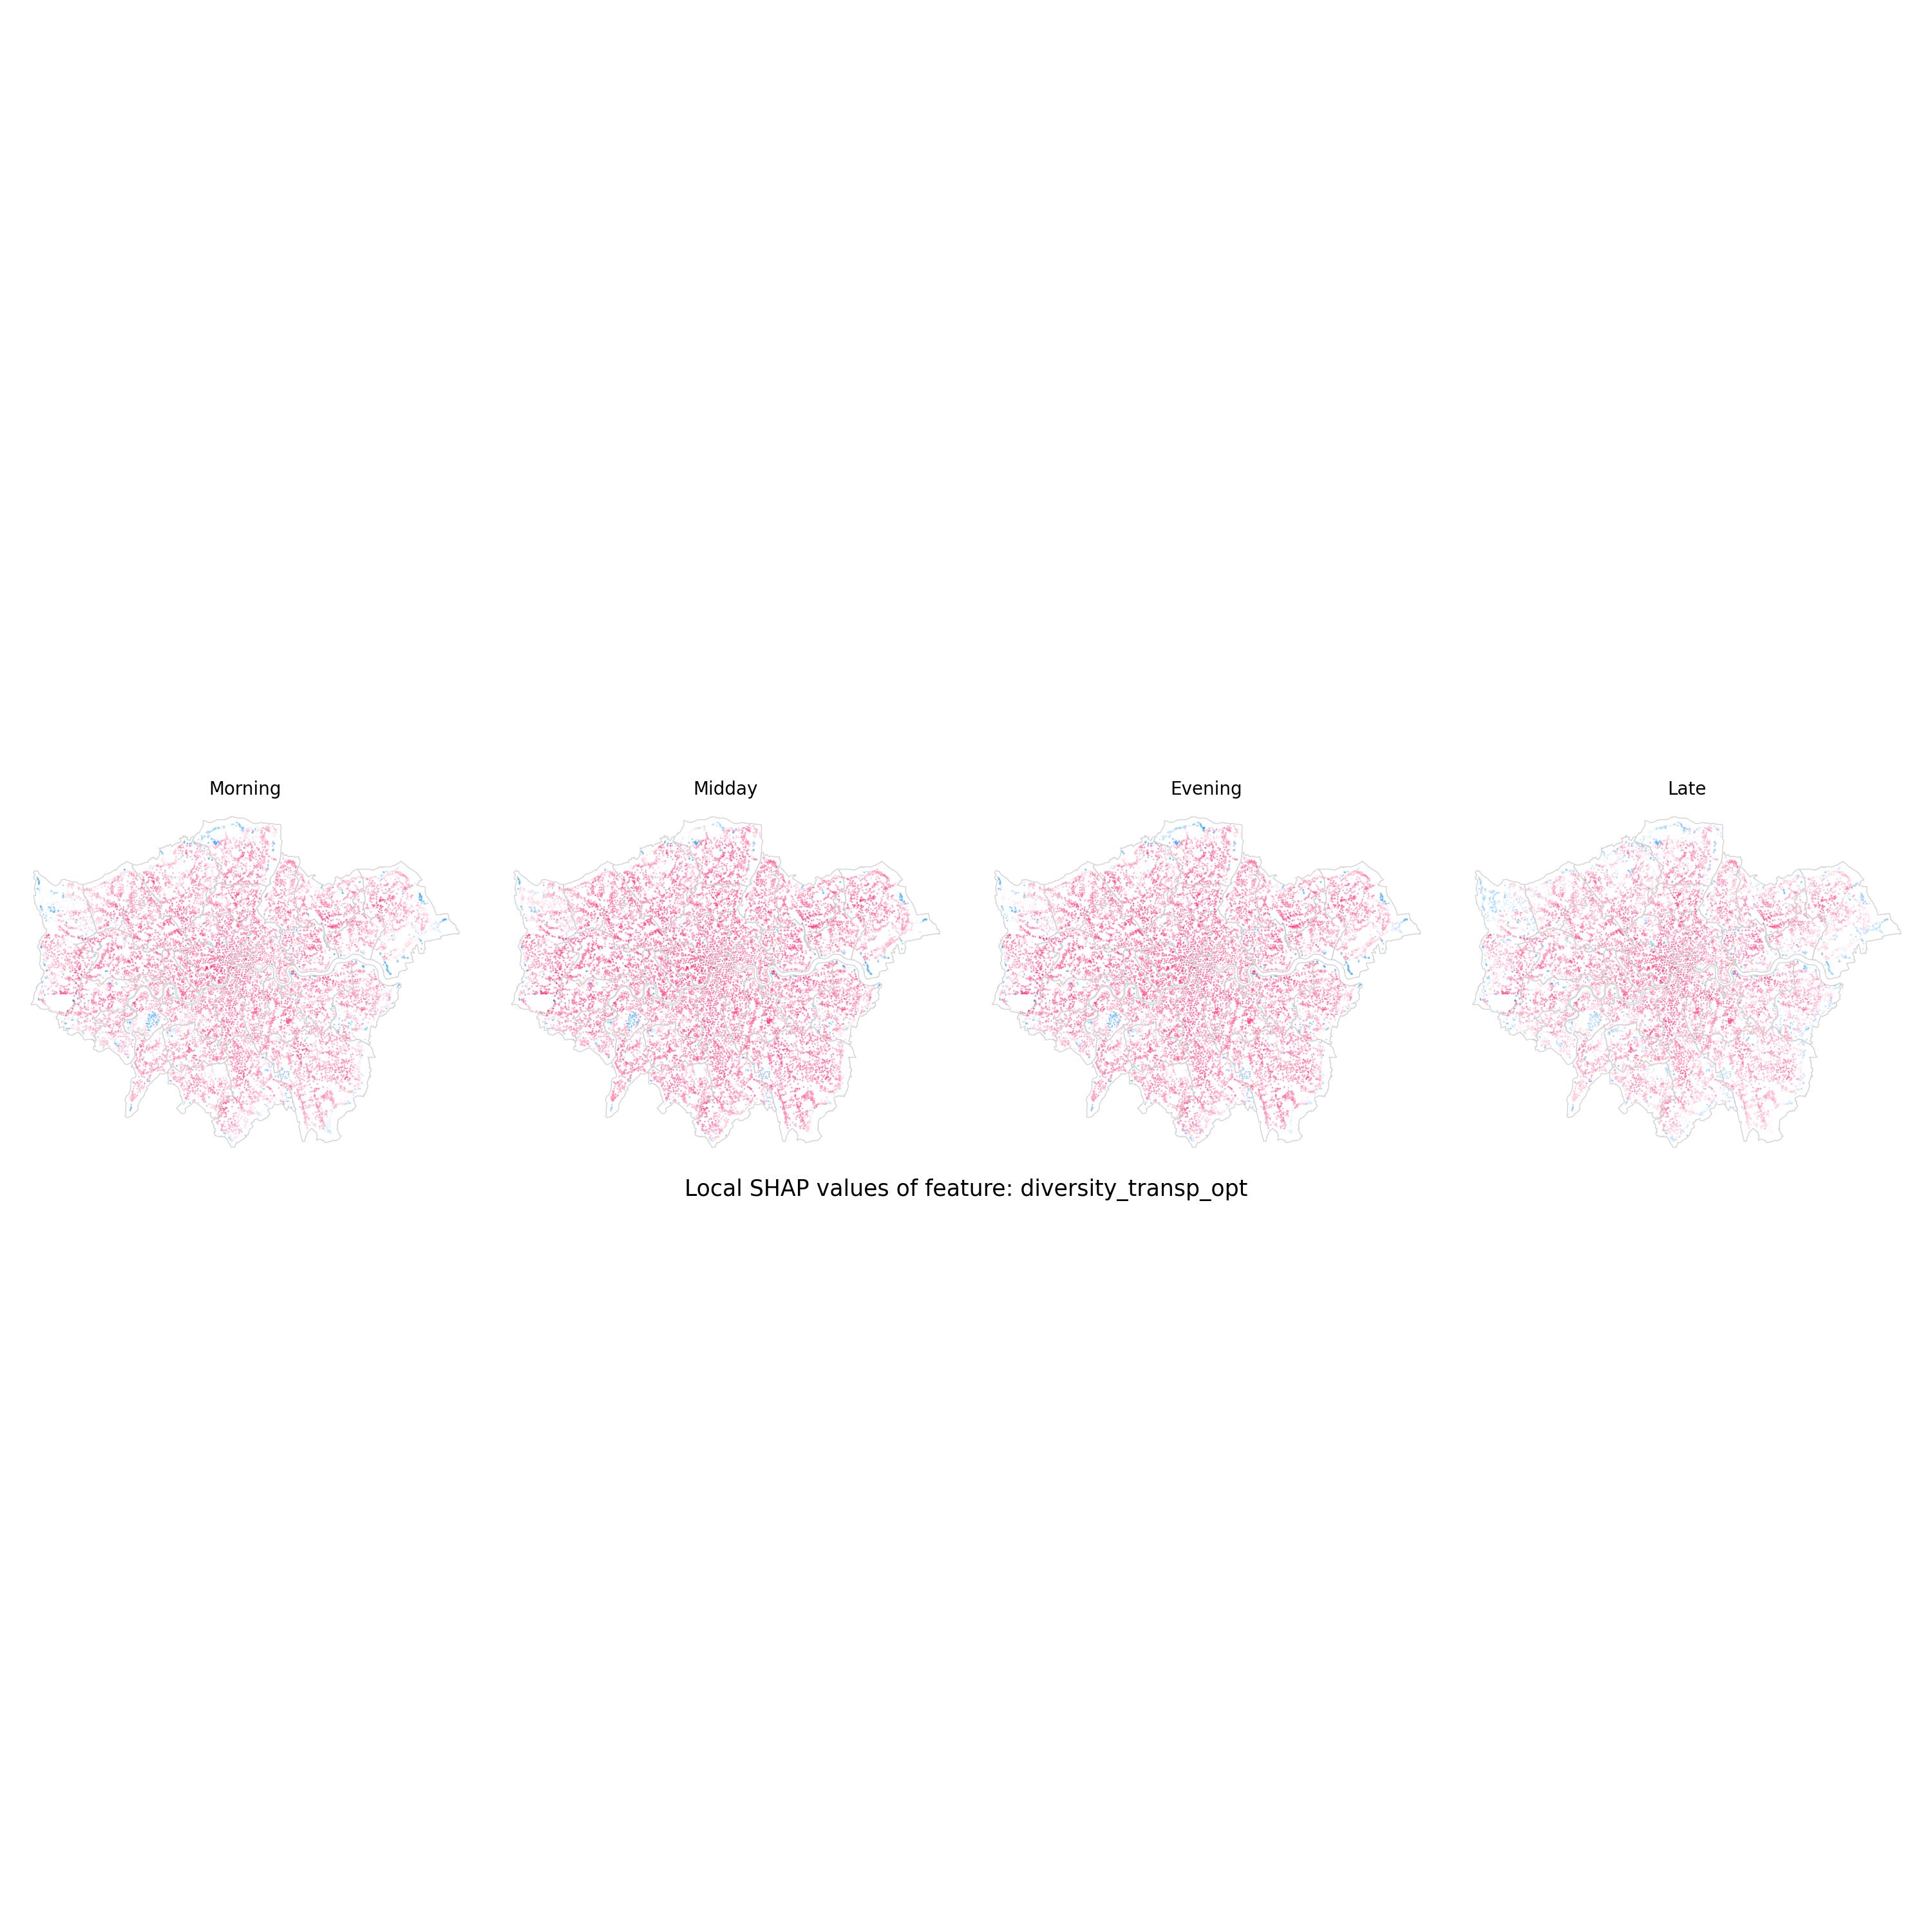 Morning Midday Evening Late
Local SHAP values of feature: diversity_transp_opt